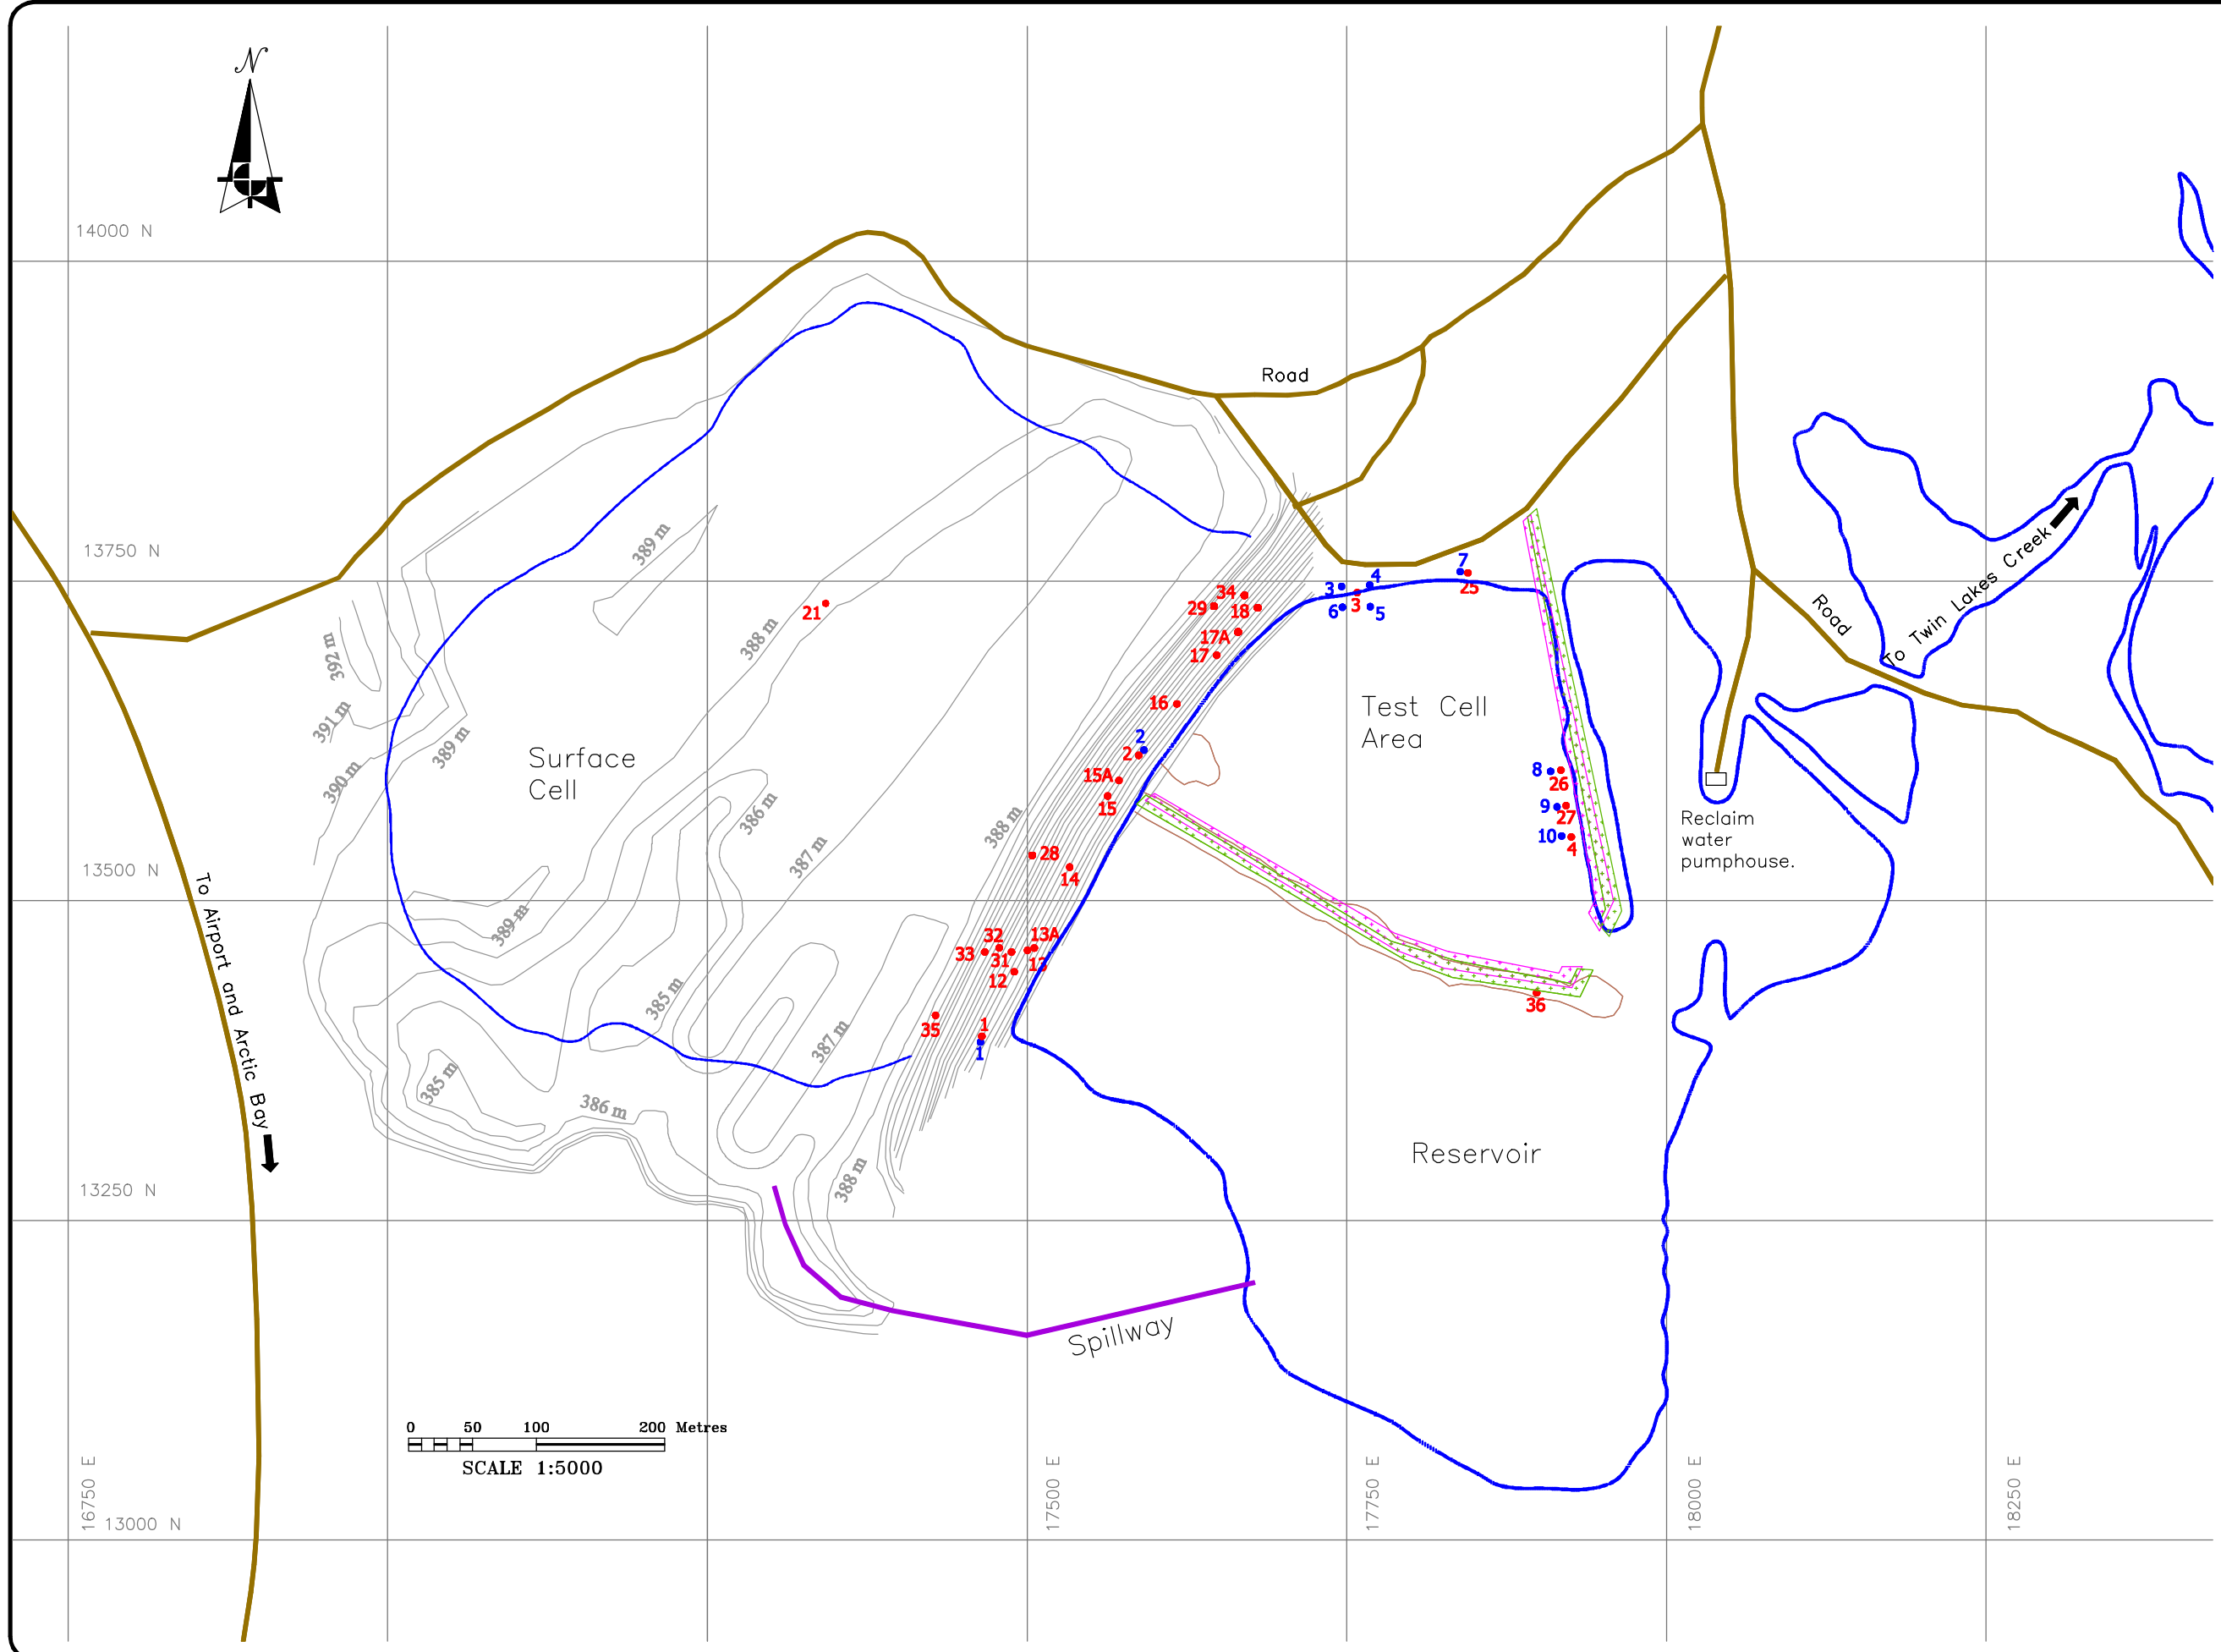 N
14000 N
Road
13750 N
389 m
7
25
4
3
3
6
5
34
29
18
21
388 m
17A
17
392 m
To Twin Lakes Creek
Road
16
Test Cell
Area
391 m
389 m
Surface
Cell
2
2
390 m
15A
15
8
26
9
27
10
4
386 m
388 m
387 m
Reclaim
water
pumphouse.
28
14
13500 N
To Airport and Arctic Bay
389 m
32
13A
33
31
13
12
385 m
36
35
1
1
387 m
385 m
386 m
Reservoir
388 m
13250 N
Spillway
0 50 100 200 Metres
SCALE 1:5000
16750 E
17500 E
17750 E
18000 E
18250 E
13000 N